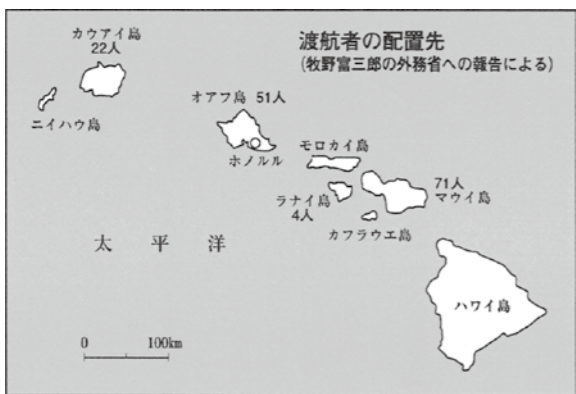 渡航者の配置先
(牧野富三郎の外務省への報告による)
カウアイ島
22人
ニイハウ島
オアフ島 51人
ホノルル
モロカイ島
ラナイ島
4人
71人
マウイ島
カフラウエ島
ハワイ島
太平洋
0 100km